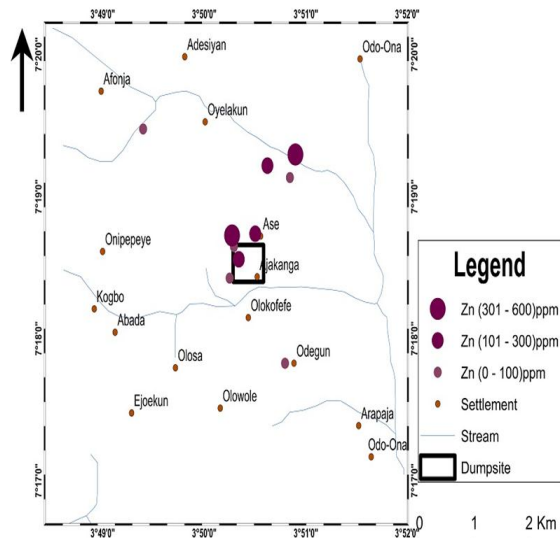 3°49'0" 3°50'0" 3°51'0" 3°52'0"
7°20'0"
7°19'0"
7°18'0"
7°17'0"
Adesiyan
Odo-Ona
Afonja
Oyelakun
Ase
Onipepeye
Ajakanga
Kogbo
Abada
Olokofefe
Olosa
Odegun
Ejoekun
Olowole
Arapaja
Odo-Ona
3°49'0" 3°50'0" 3°51'0" 3°52'0"
Legend
Zn (301 - 600)ppm
Zn (101 - 300)ppm
Zn (0 - 100)ppm
Settlement
Stream
Dumpsite
0 1 2 Km